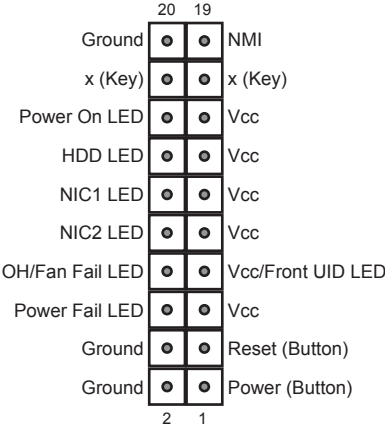 20 19
Ground NMI
x (Key) x (Key)
Power On LED Vcc
HDD LED Vcc
NIC1 LED Vcc
NIC2 LED Vcc
OH/Fan Fail LED Vcc/Front UID LED
Power Fail LED Vcc
Ground Reset (Button)
Ground Power (Button)
2 1